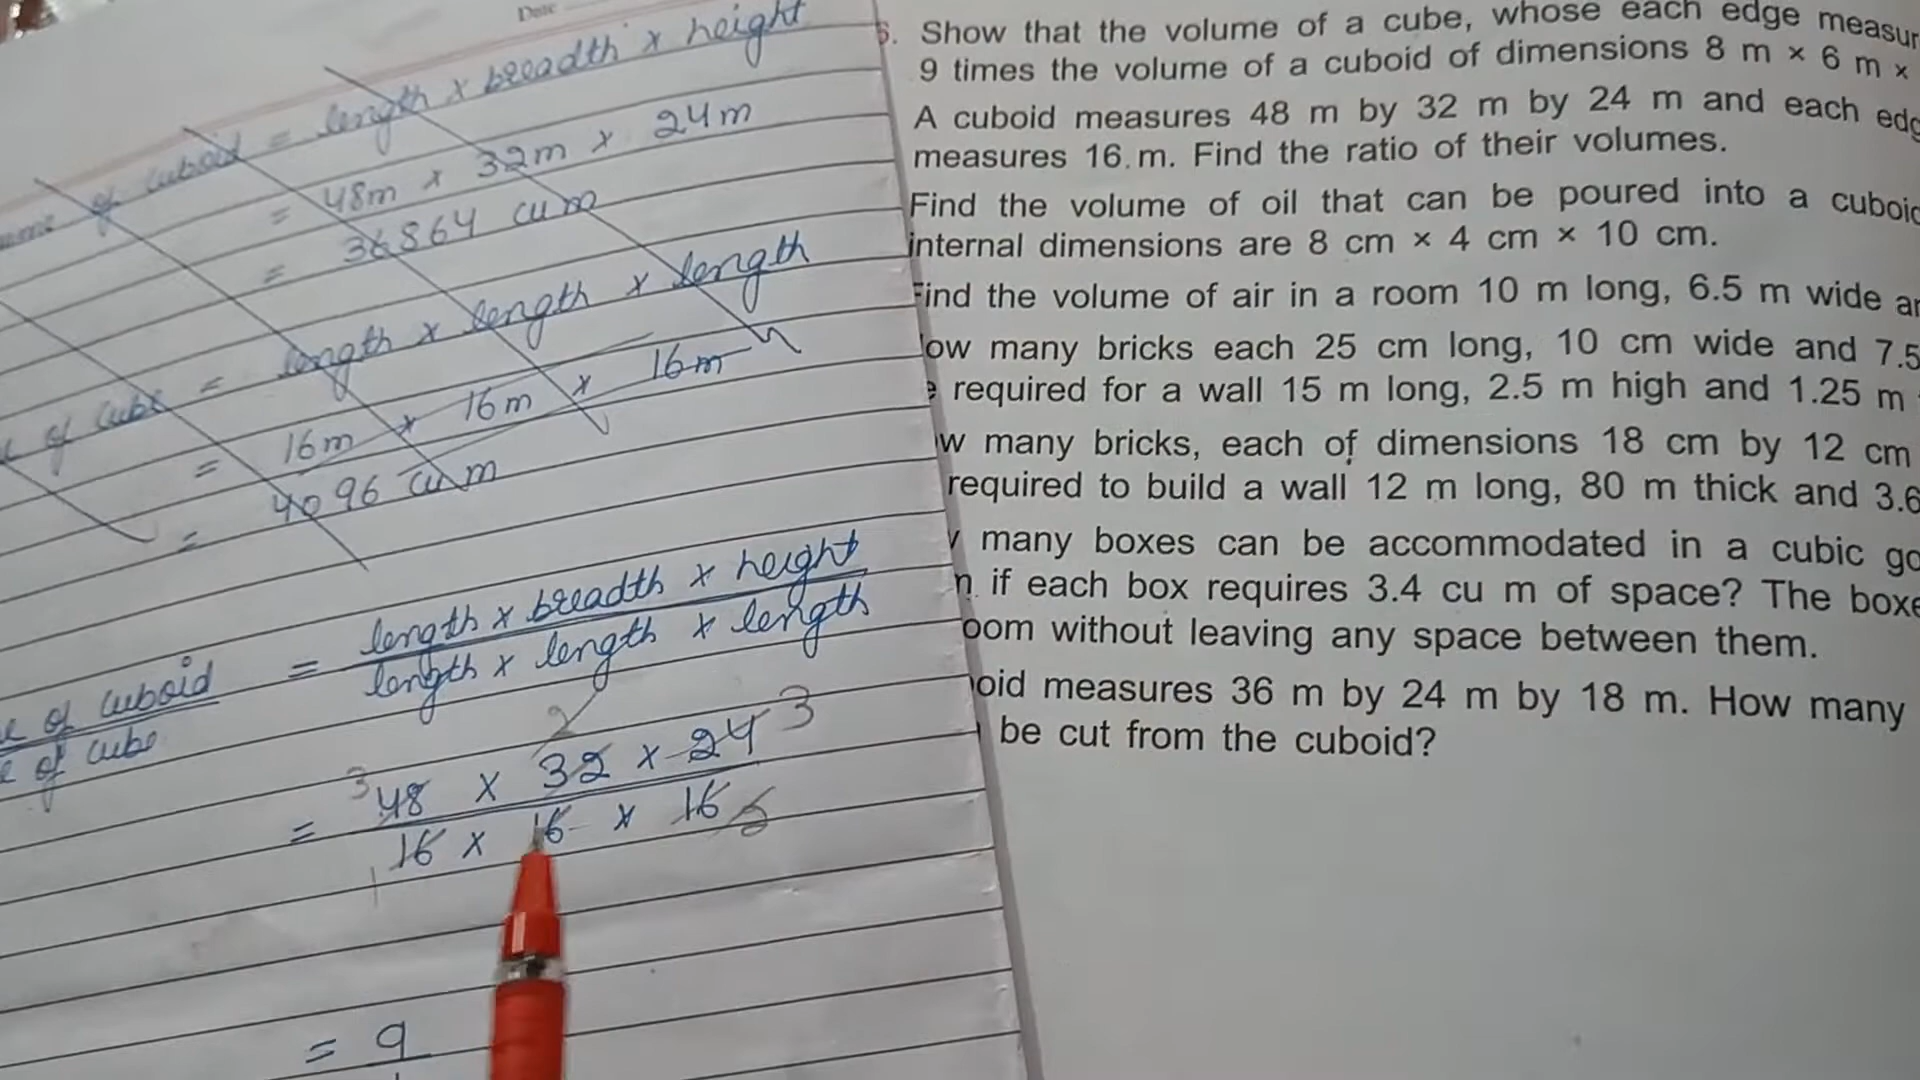 Date
of cuboid = length x breadth x height
= 48m x 32m x 24m
= 36864 cu m
of cube = length x length x length
= 16m x 16m x 16m
= 4096 cu m
of cuboid = length x breadth x height
of cube length x length x length
2
3 48 x 32 x 24 3
= 16 x 16 x 16
1
= 9
6. Show that the volume of a cube, whose each edge measur
9 times the volume of a cuboid of dimensions 8 m × 6 m ×
A cuboid measures 48 m by 32 m by 24 m and each edg
measures 16 m. Find the ratio of their volumes.
Find the volume of oil that can be poured into a cuboid
internal dimensions are 8 cm × 4 cm × 10 cm.
Find the volume of air in a room 10 m long, 6.5 m wide an
ow many bricks each 25 cm long, 10 cm wide and 7.5
e required for a wall 15 m long, 2.5 m high and 1.25 m
w many bricks, each of dimensions 18 cm by 12 cm
required to build a wall 12 m long, 80 m thick and 3.6
many boxes can be accommodated in a cubic go
if each box requires 3.4 cu m of space? The boxe
oom without leaving any space between them.
oid measures 36 m by 24 m by 18 m. How many
be cut from the cuboid?